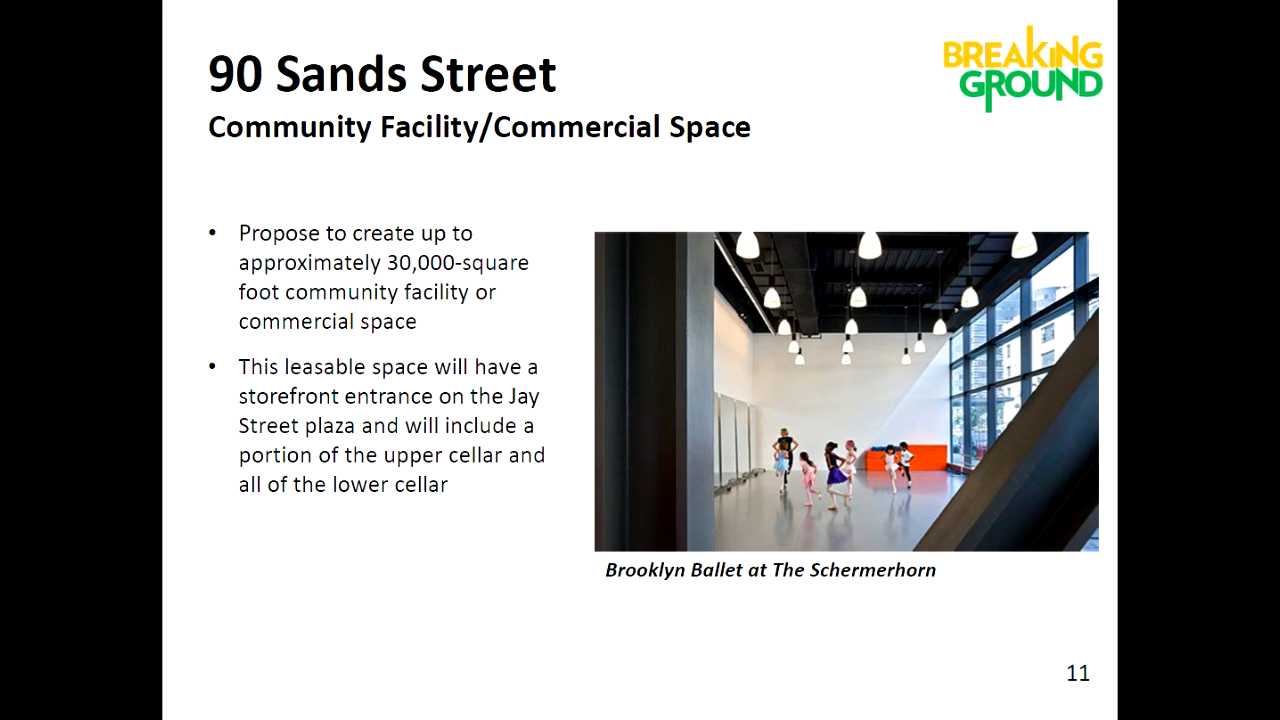 90 Sands Street
Community Facility/Commercial Space
BREAKING
GROUND
• Propose to create up to
approximately 30,000-square
foot community facility or
commercial space
• This leasable space will have a
storefront entrance on the Jay
Street plaza and will include a
portion of the upper cellar and
all of the lower cellar
Brooklyn Ballet at The Schermerhorn
11